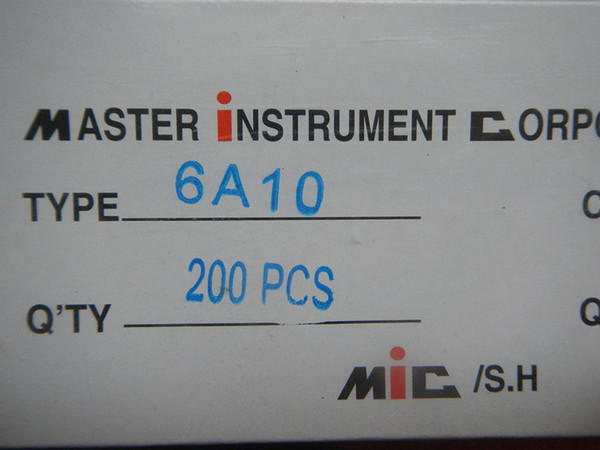 MASTER iNSTRUMENT CORPO
TYPE 6A10
Q'TY 200 PCS
MiC /S.H